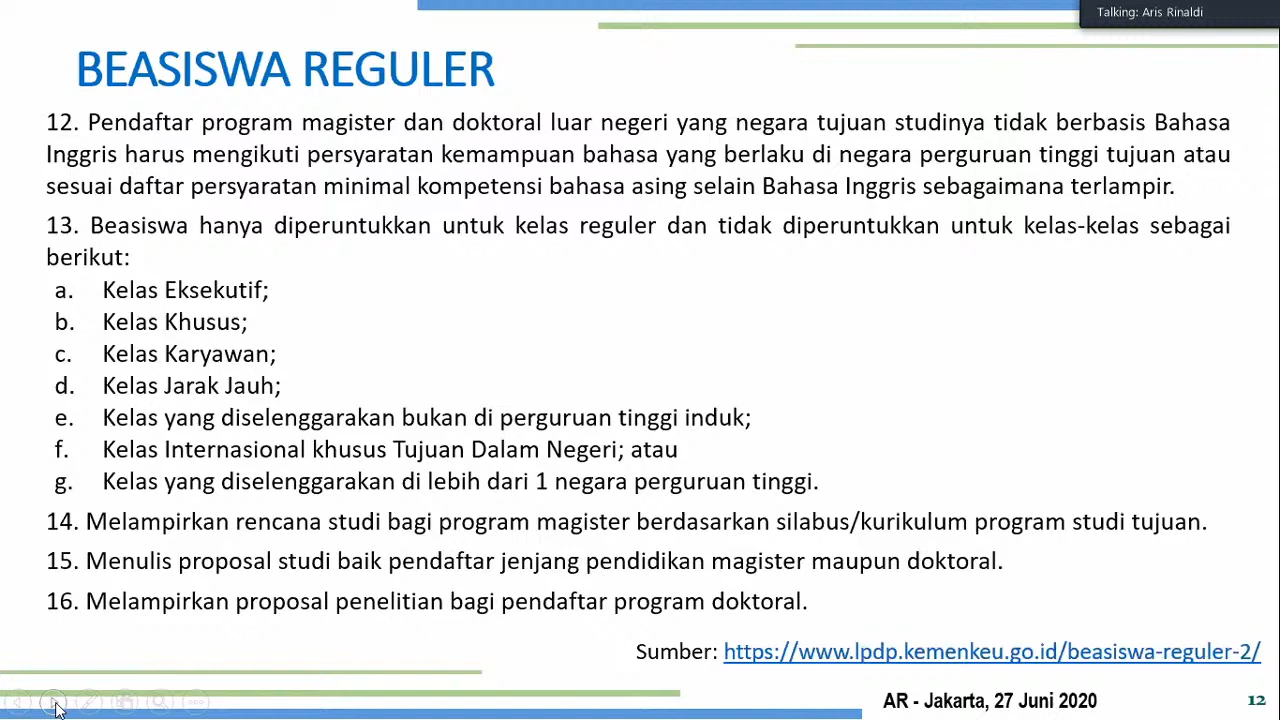 Talking: Aris Rinaldi
BEASISWA REGULER
12. Pendaftar program magister dan doktoral luar negeri yang negara tujuan studinya tidak berbasis Bahasa
Inggris harus mengikuti persyaratan kemampuan bahasa yang berlaku di negara perguruan tinggi tujuan atau
sesuai daftar persyaratan minimal kompetensi bahasa asing selain Bahasa Inggris sebagaimana terlampir.
13. Beasiswa hanya diperuntukkan untuk kelas reguler dan tidak diperuntukkan untuk kelas-kelas sebagai
berikut:
a. Kelas Eksekutif;
b. Kelas Khusus;
c. Kelas Karyawan;
d. Kelas Jarak Jauh;
e. Kelas yang diselenggarakan bukan di perguruan tinggi induk;
f. Kelas Internasional khusus Tujuan Dalam Negeri; atau
g. Kelas yang diselenggarakan di lebih dari 1 negara perguruan tinggi.
14. Melampirkan rencana studi bagi program magister berdasarkan silabus/kurikulum program studi tujuan.
15. Menulis proposal studi baik pendaftar jenjang pendidikan magister maupun doktoral.
16. Melampirkan proposal penelitian bagi pendaftar program doktoral.
Sumber: https://www.lpdp.kemenkeu.go.id/beasiswa-reguler-2/
AR - Jakarta, 27 Juni 2020
12